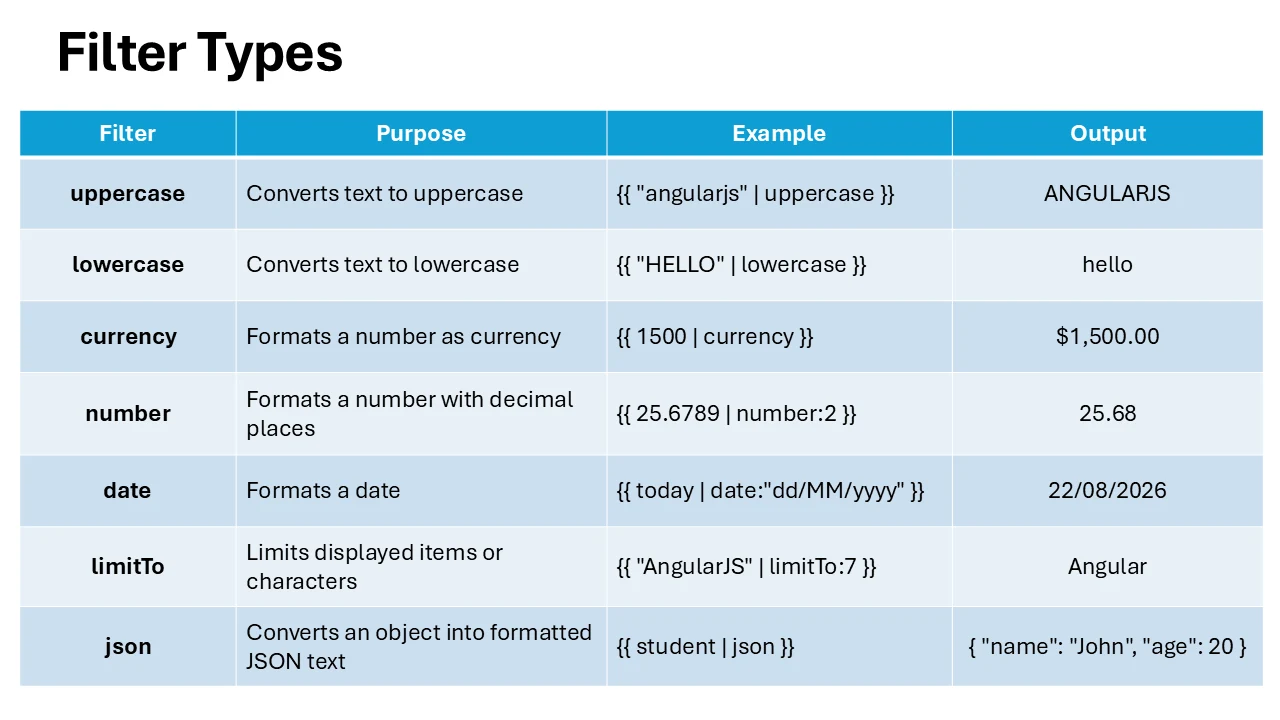 Filter Types
Filter Purpose Example Output
uppercase Converts text to uppercase {{ "angularjs" | uppercase }} ANGULARJS
lowercase Converts text to lowercase {{ "HELLO" | lowercase }} hello
currency Formats a number as currency {{ 1500 | currency }} $1,500.00
number Formats a number with decimal
places {{ 25.6789 | number:2 }} 25.68
date Formats a date {{ today | date:"dd/MM/yyyy" }} 22/08/2026
limitTo Limits displayed items or
characters {{ "AngularJS" | limitTo:7 }} Angular
json Converts an object into formatted
JSON text {{ student | json }} { "name": "John", "age": 20 }